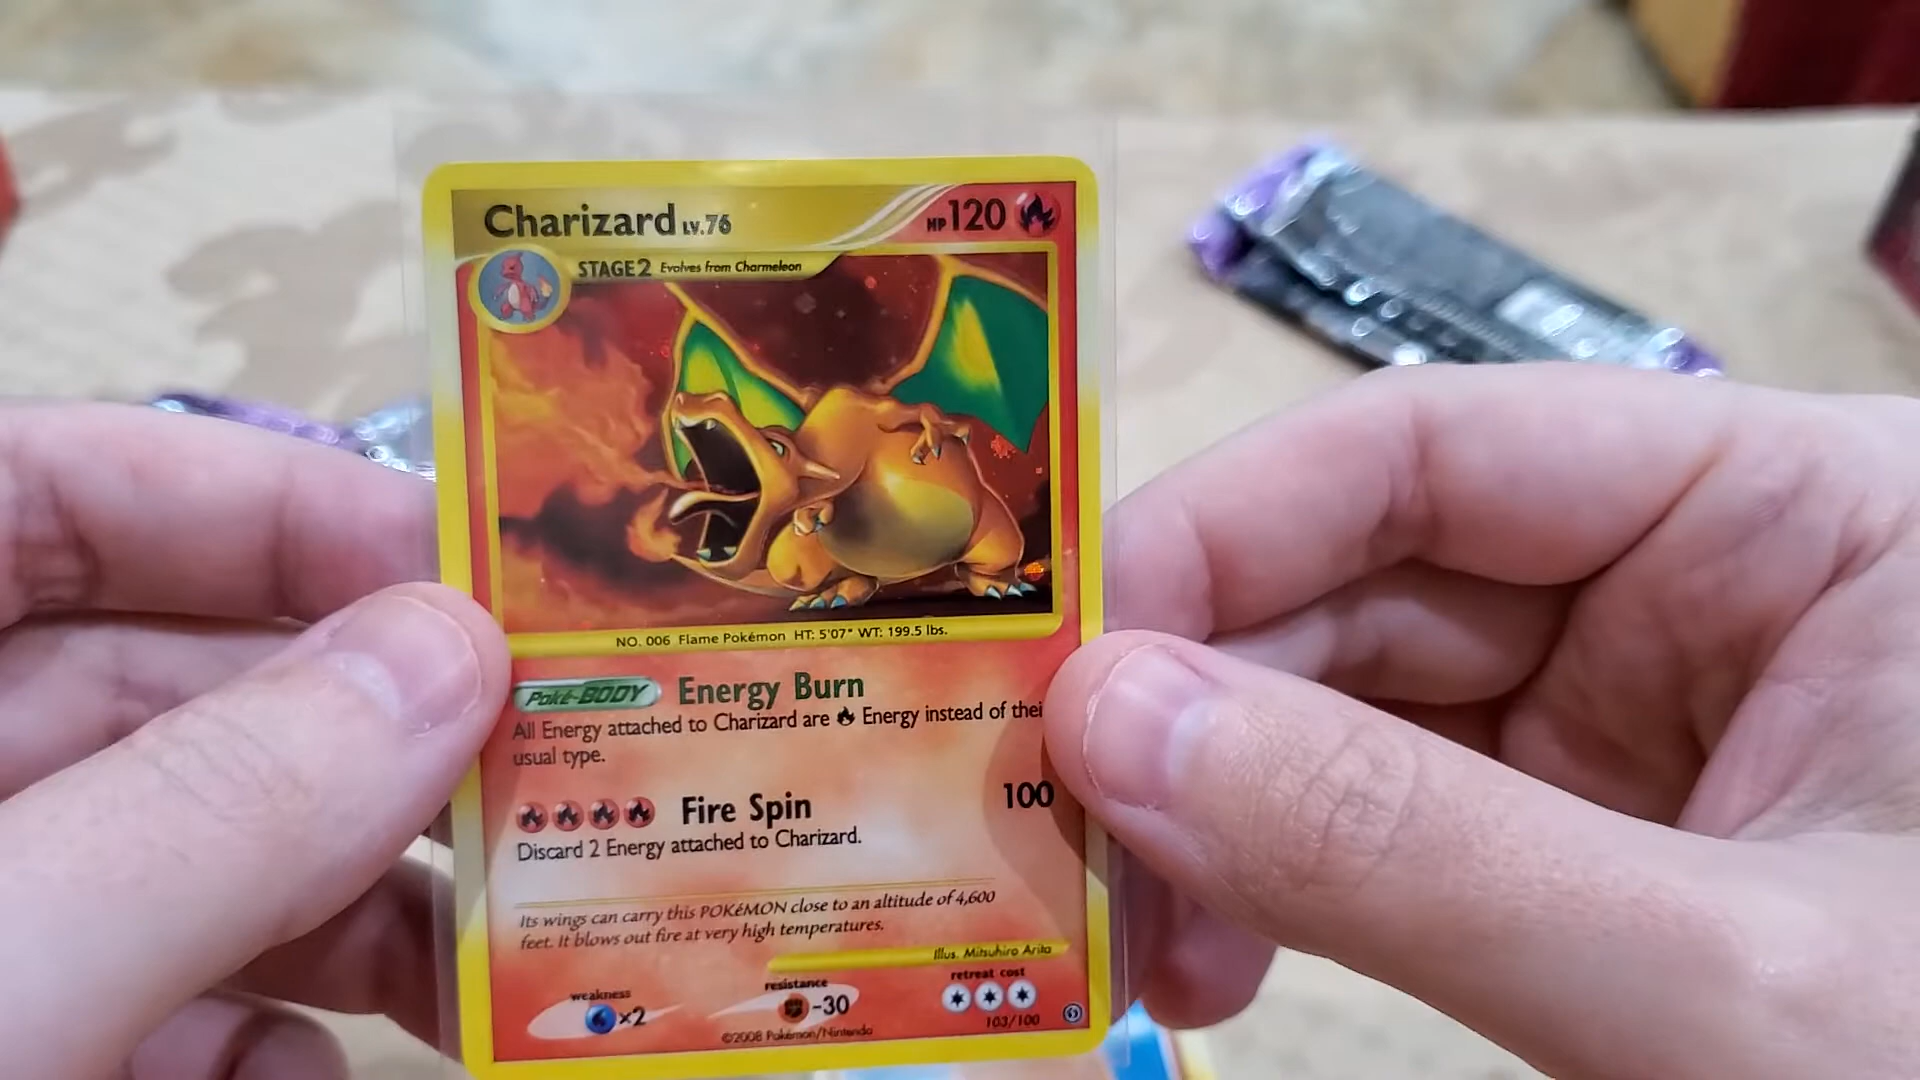 Charizard LV.76
HP 120
STAGE2 Evolves from Charmeleon
NO. 006 Flame Pokémon HT: 5'07" WT: 199.5 lbs.
Poké-BODY Energy Burn
All Energy attached to Charizard are Energy instead of thei
usual type.
Fire Spin 100
Discard 2 Energy attached to Charizard.
Its wings can carry this POKéMON close to an altitude of 4,600
feet. It blows out fire at very high temperatures.
Illus. Mitsuhiro Arita
weakness
×2
resistance
-30
retreat cost
©2008 Pokémon/Nintendo
103/100